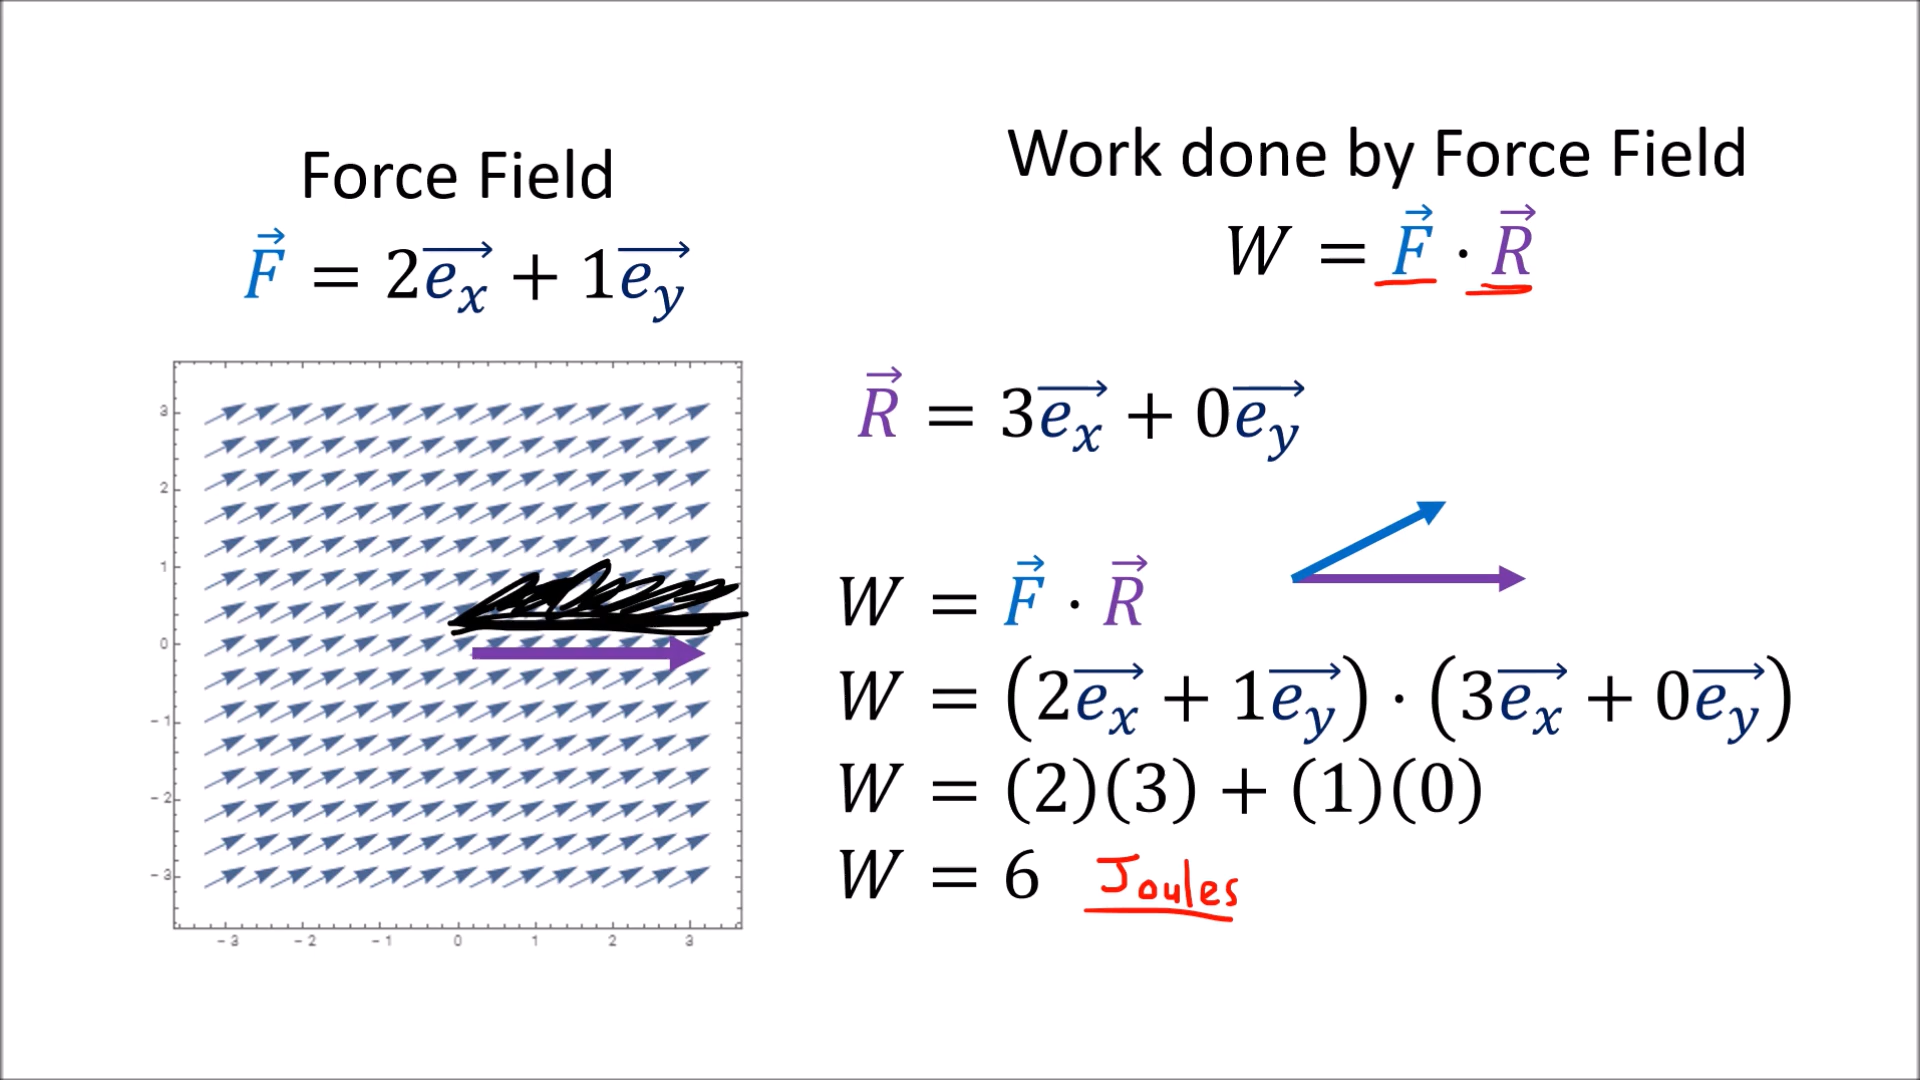 Force Field
F⃗ = 2e⃗ₓ + 1e⃗ᵧ
3
2
1
0
-1
-2
-3
-3 -2 -1 0 1 2 3
Work done by Force Field
W = F⃗ · R⃗
R⃗ = 3e⃗ₓ + 0e⃗ᵧ
W = F⃗ · R⃗
W = (2e⃗ₓ + 1e⃗ᵧ) · (3e⃗ₓ + 0e⃗ᵧ)
W = (2)(3) + (1)(0)
W = 6 Joules